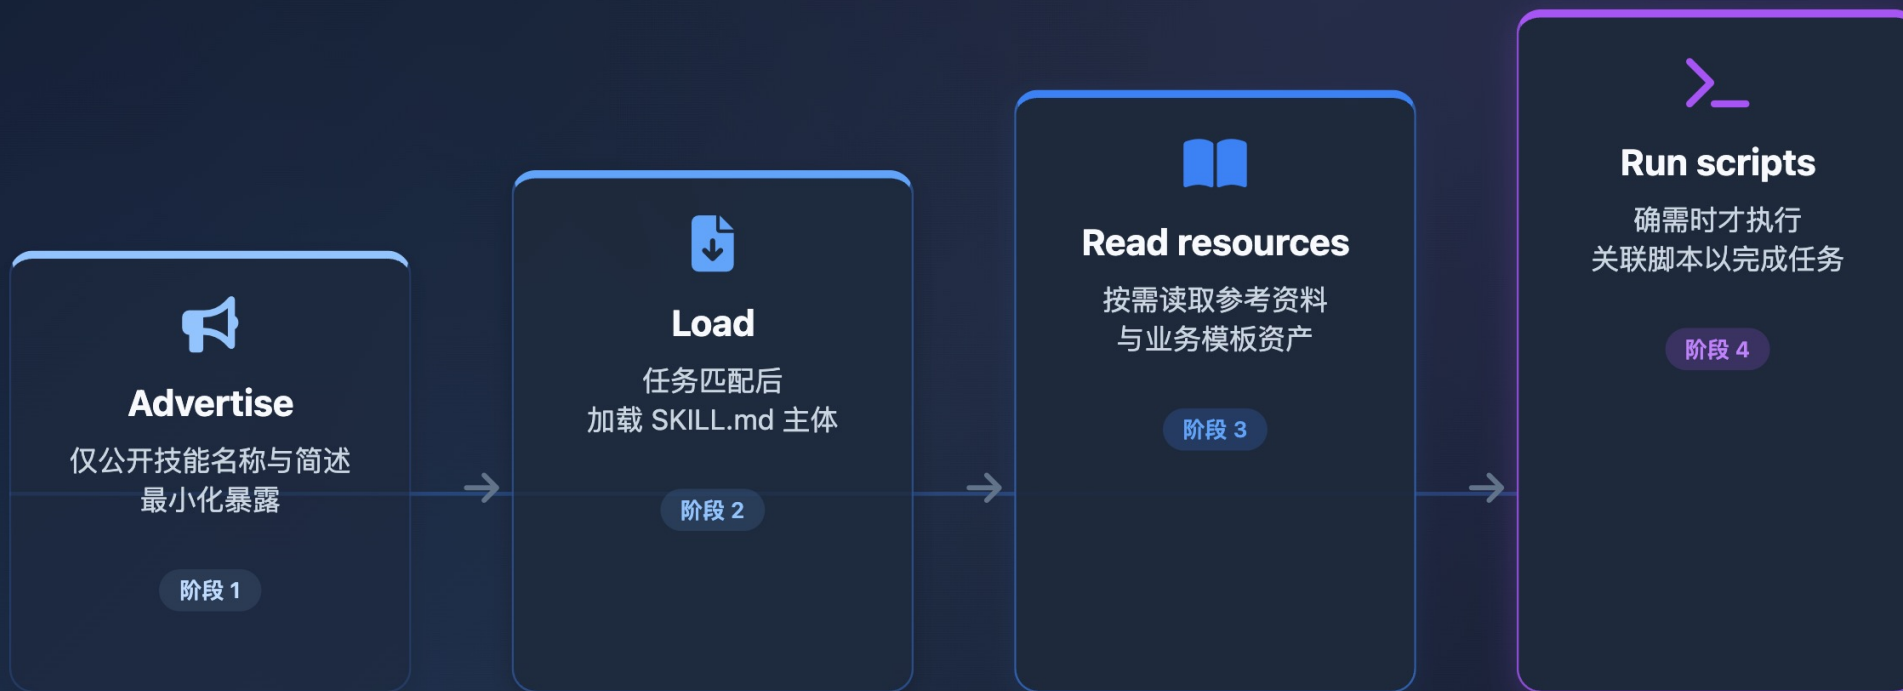 Advertise
仅公开技能名称与简述
最小化暴露
阶段 1
Load
任务匹配后
加载 SKILL.md 主体
阶段 2
Read resources
按需读取参考资料
与业务模板资产
阶段 3
Run scripts
确需时才执行
关联脚本以完成任务
阶段 4